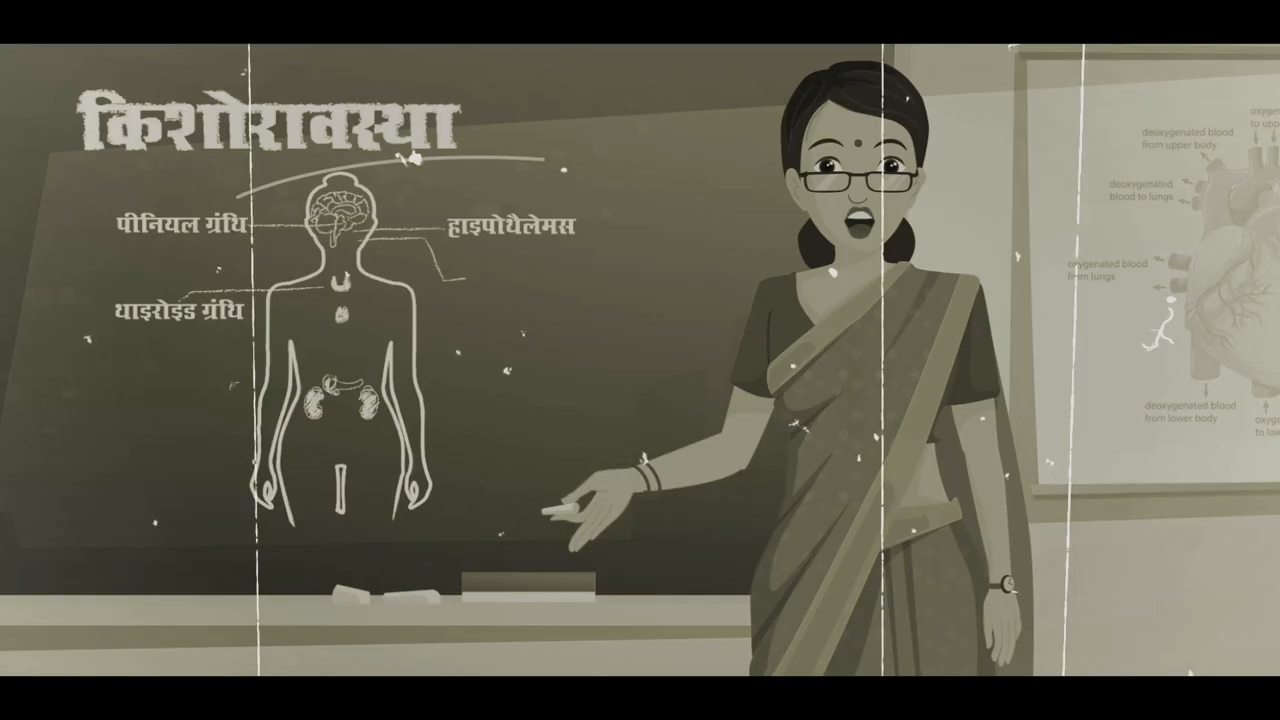 किशोरावस्था
पीनियल ग्रंथि
हाइपोथैलेमस
थाइरोइड ग्रंथि
deoxygenated blood
from upper body
deoxygenated
blood to lungs
oxygenated blood
from lungs
deoxygenated blood
from lower body